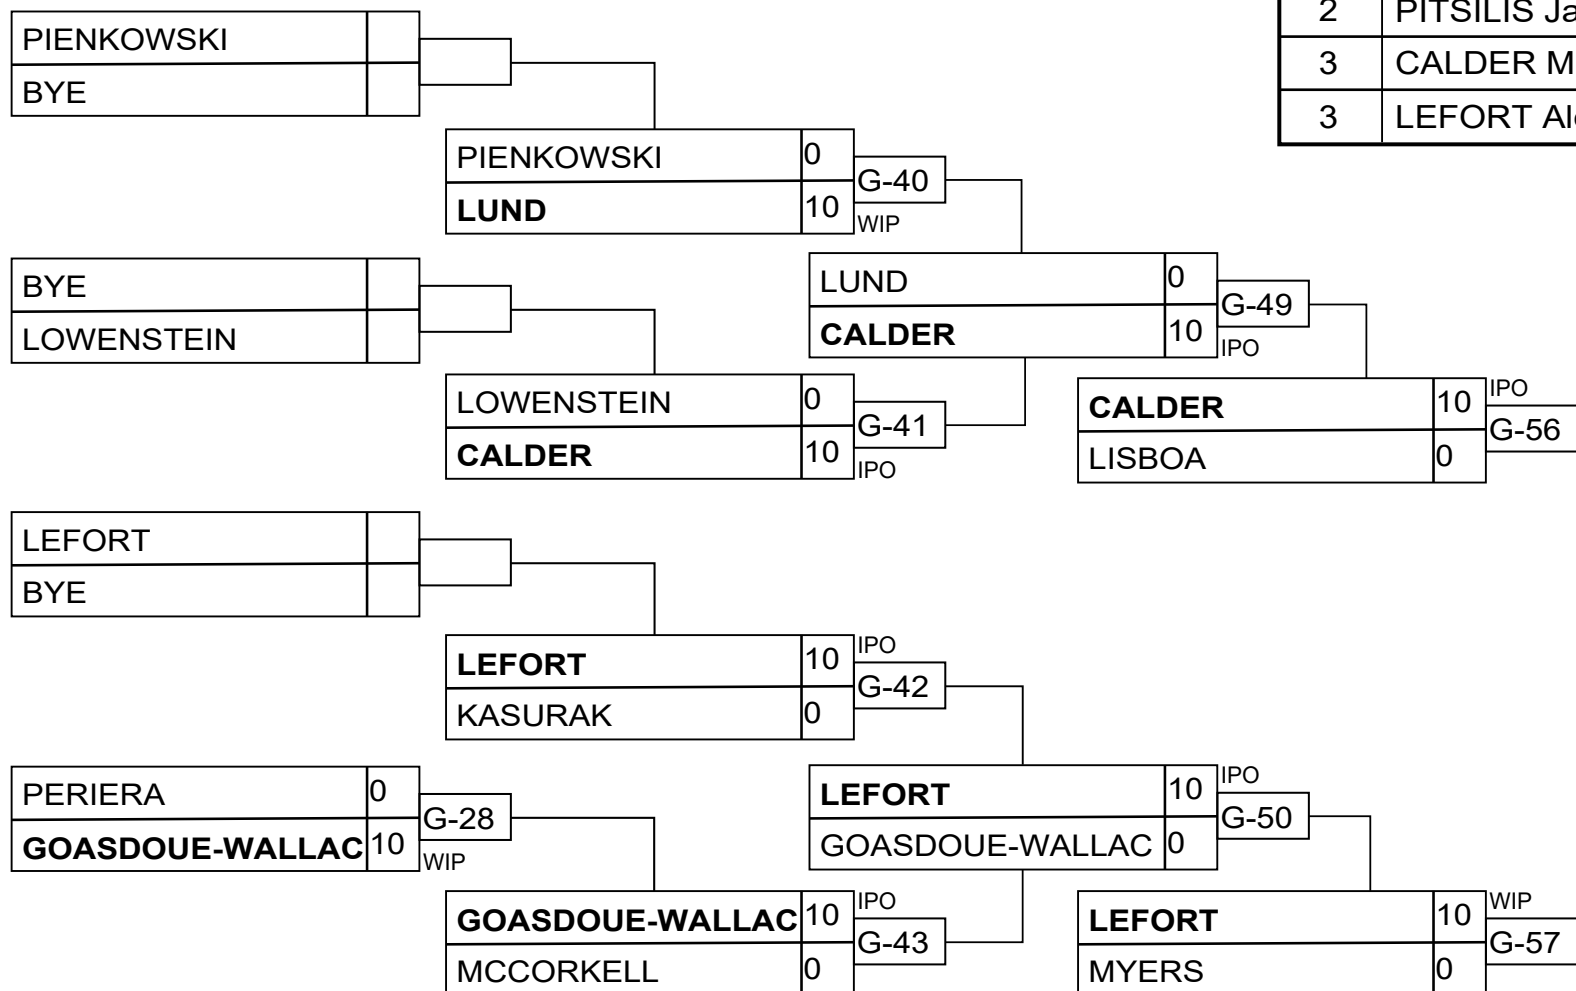 2 PITSILIS Ja
3 CALDER M
3 LEFORT Al
PIENKOWSKI
BYE
PIENKOWSKI 0
G-40
LUND 10
WIP
BYE
LOWENSTEIN
LUND 0
G-49
CALDER 10
IPO
LOWENSTEIN 0
G-41
CALDER 10
IPO
CALDER 10 IPO
G-56
LISBOA 0
LEFORT
BYE
LEFORT 10 IPO
G-42
KASURAK 0
PERIERA 0
G-28
GOASDOUE-WALLAC 10
WIP
LEFORT 10 IPO
G-50
GOASDOUE-WALLAC 0
GOASDOUE-WALLAC 10 IPO
G-43
MCCORKELL 0
LEFORT 10 WIP
G-57
MYERS 0